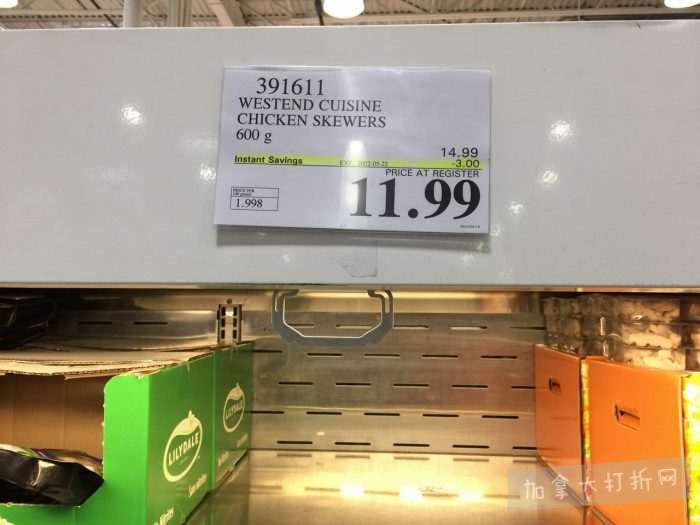 391611
WESTEND CUISINE
CHICKEN SKEWERS
600 g
14.99
Instant Savings
-3.00
PRICE AT REGISTER
1.998
11.99
LILYDALE
LILYDALE
加拿大打折网